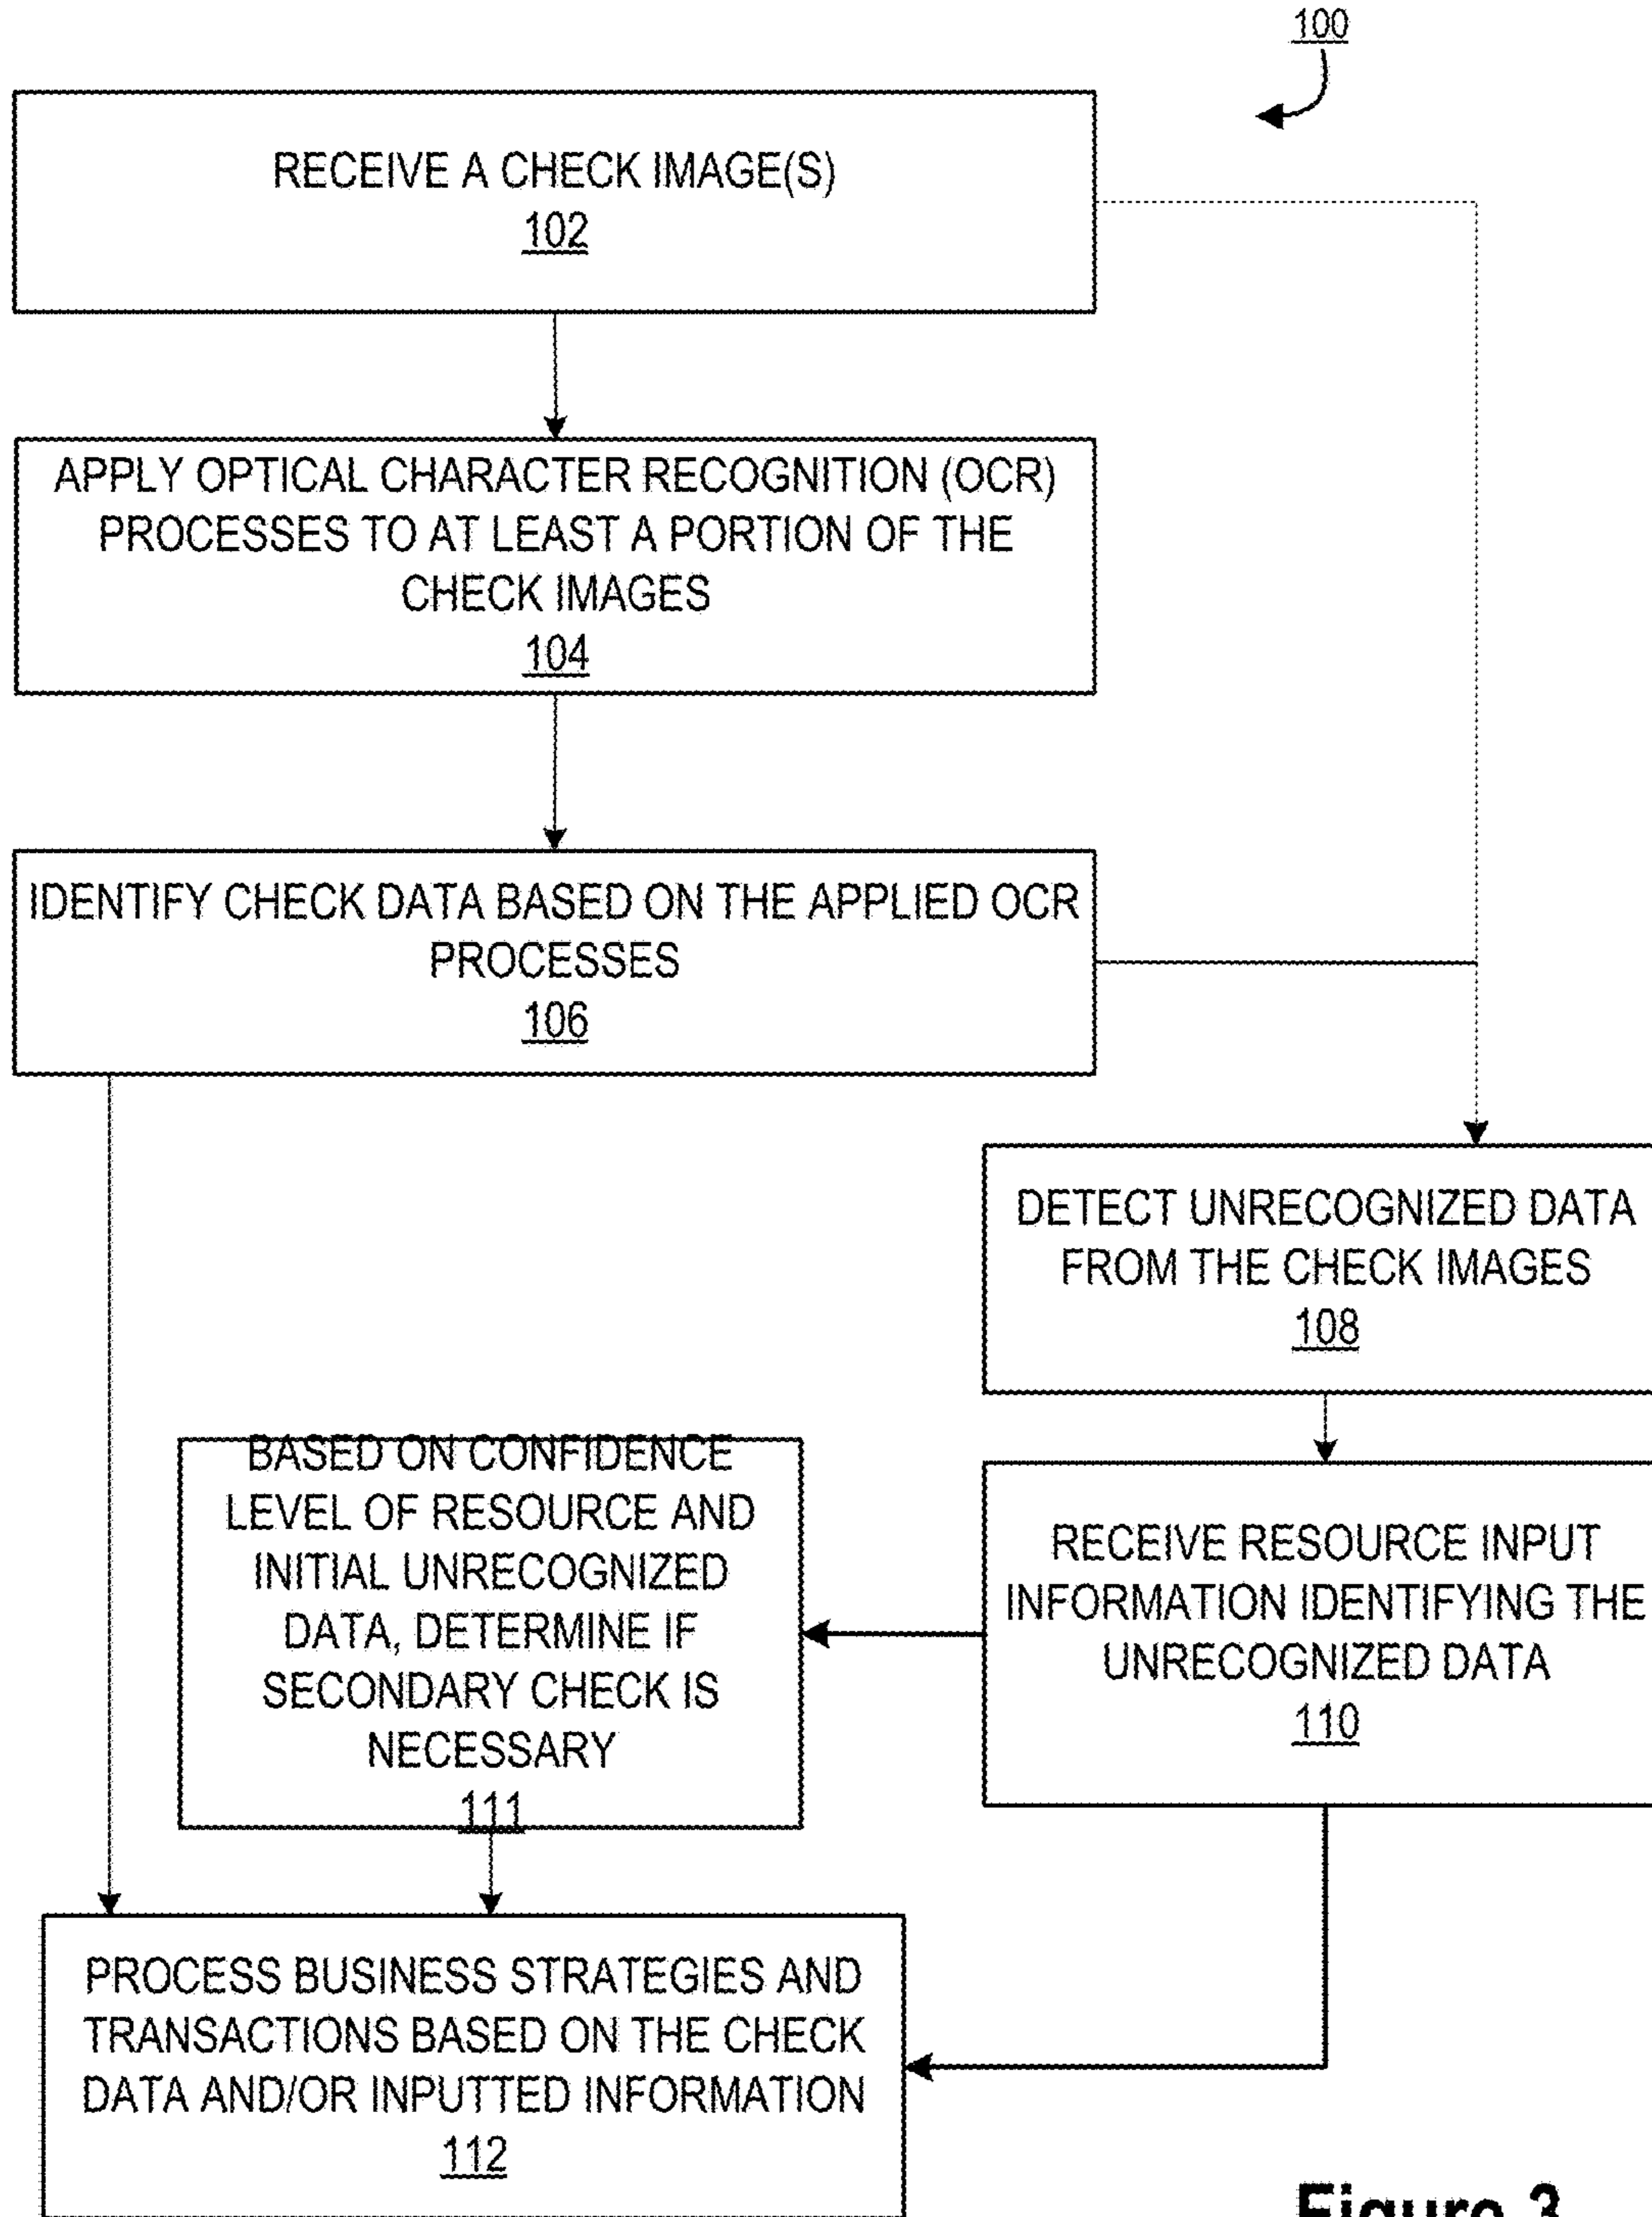 100
RECEIVE A CHECK IMAGE(S)
102
APPLY OPTICAL CHARACTER RECOGNITION (OCR)
PROCESSES TO AT LEAST A PORTION OF THE
CHECK IMAGES
104
IDENTIFY CHECK DATA BASED ON THE APPLIED OCR
PROCESSES
106
DETECT UNRECOGNIZED DATA
FROM THE CHECK IMAGES
108
BASED ON CONFIDENCE
LEVEL OF RESOURCE AND
INITIAL UNRECOGNIZED
DATA, DETERMINE IF
SECONDARY CHECK IS
NECESSARY
111
RECEIVE RESOURCE INPUT
INFORMATION IDENTIFYING THE
UNRECOGNIZED DATA
110
PROCESS BUSINESS STRATEGIES AND
TRANSACTIONS BASED ON THE CHECK
DATA AND/OR INPUTTED INFORMATION
112
Figure 3